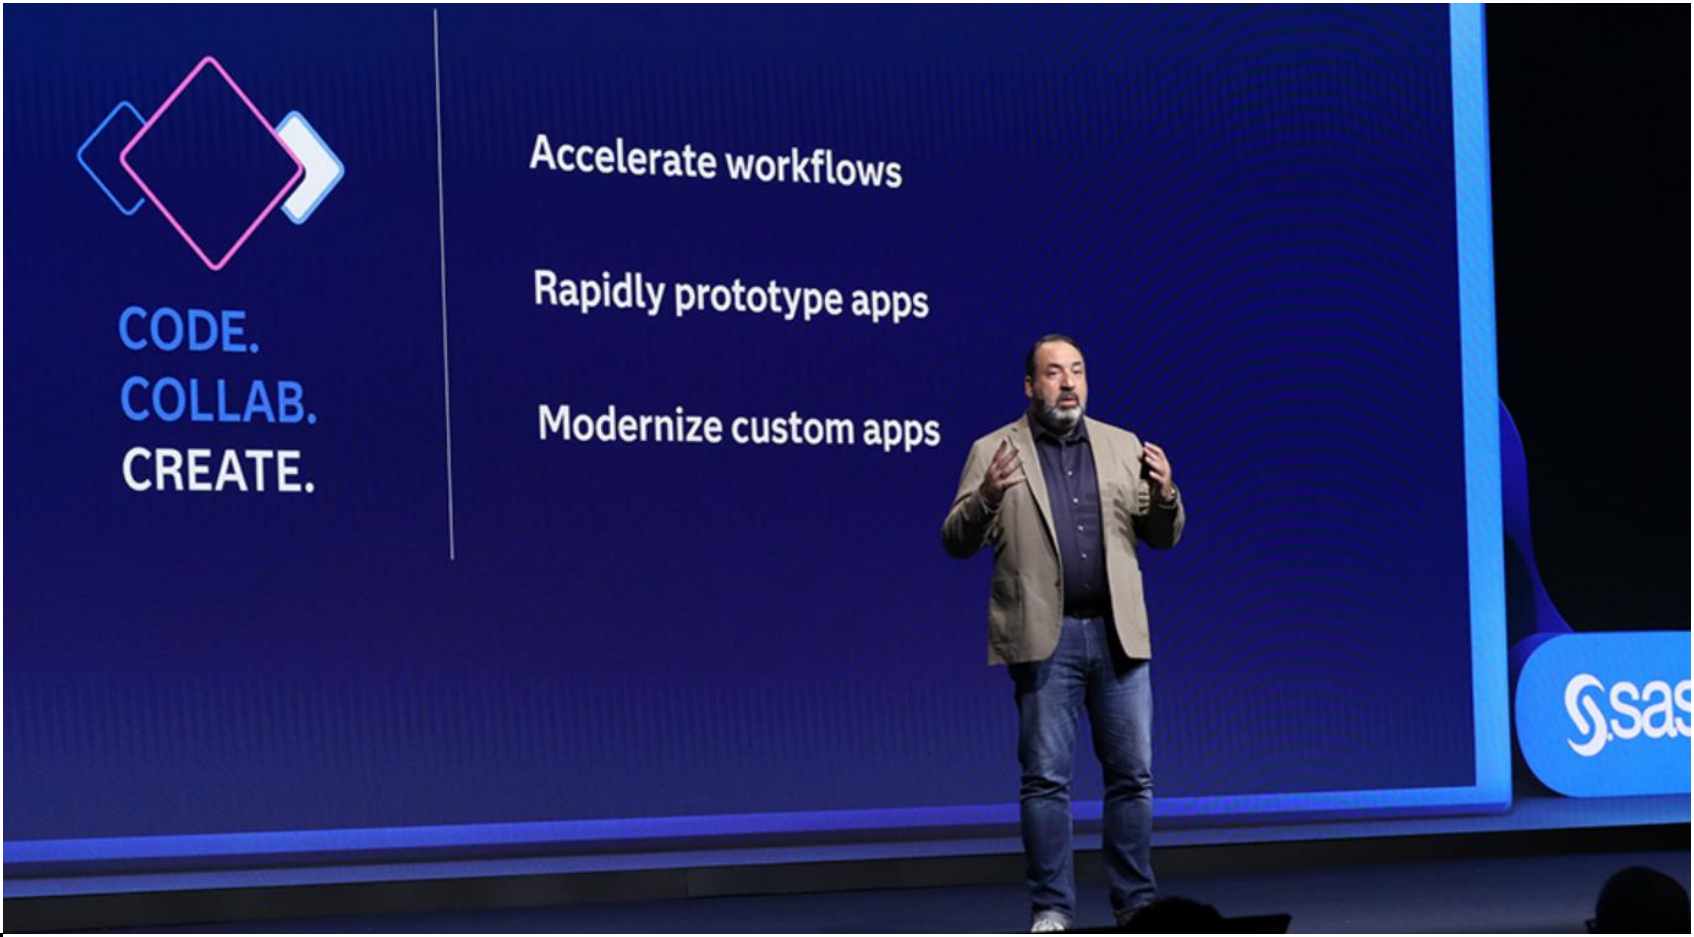 CODE.
COLLAB.
CREATE.
Accelerate workflows
Rapidly prototype apps
Modernize custom apps
sas